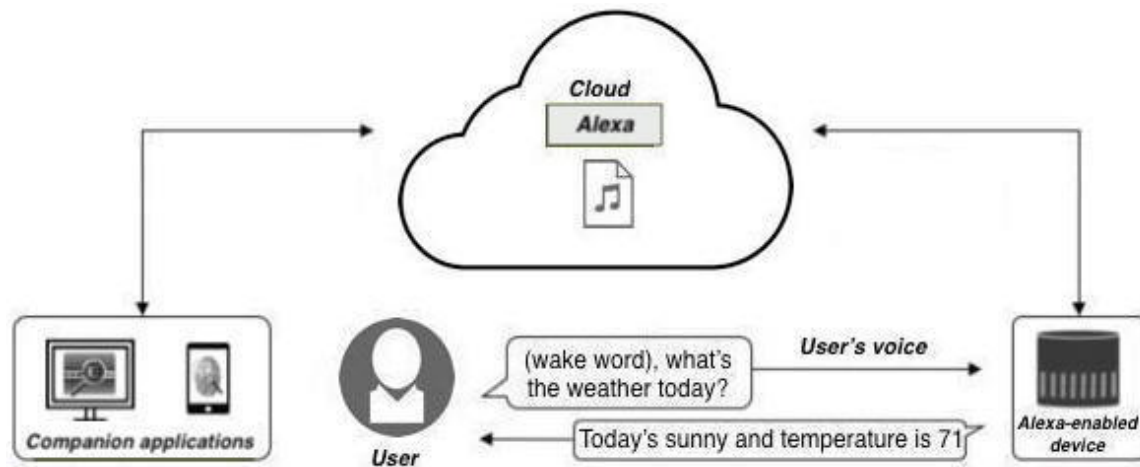 Cloud
Alexa
(wake word), what's
the weather today?
User's voice
Today's sunny and temperature is 71
Companion applications
User
Alexa-enabled
device